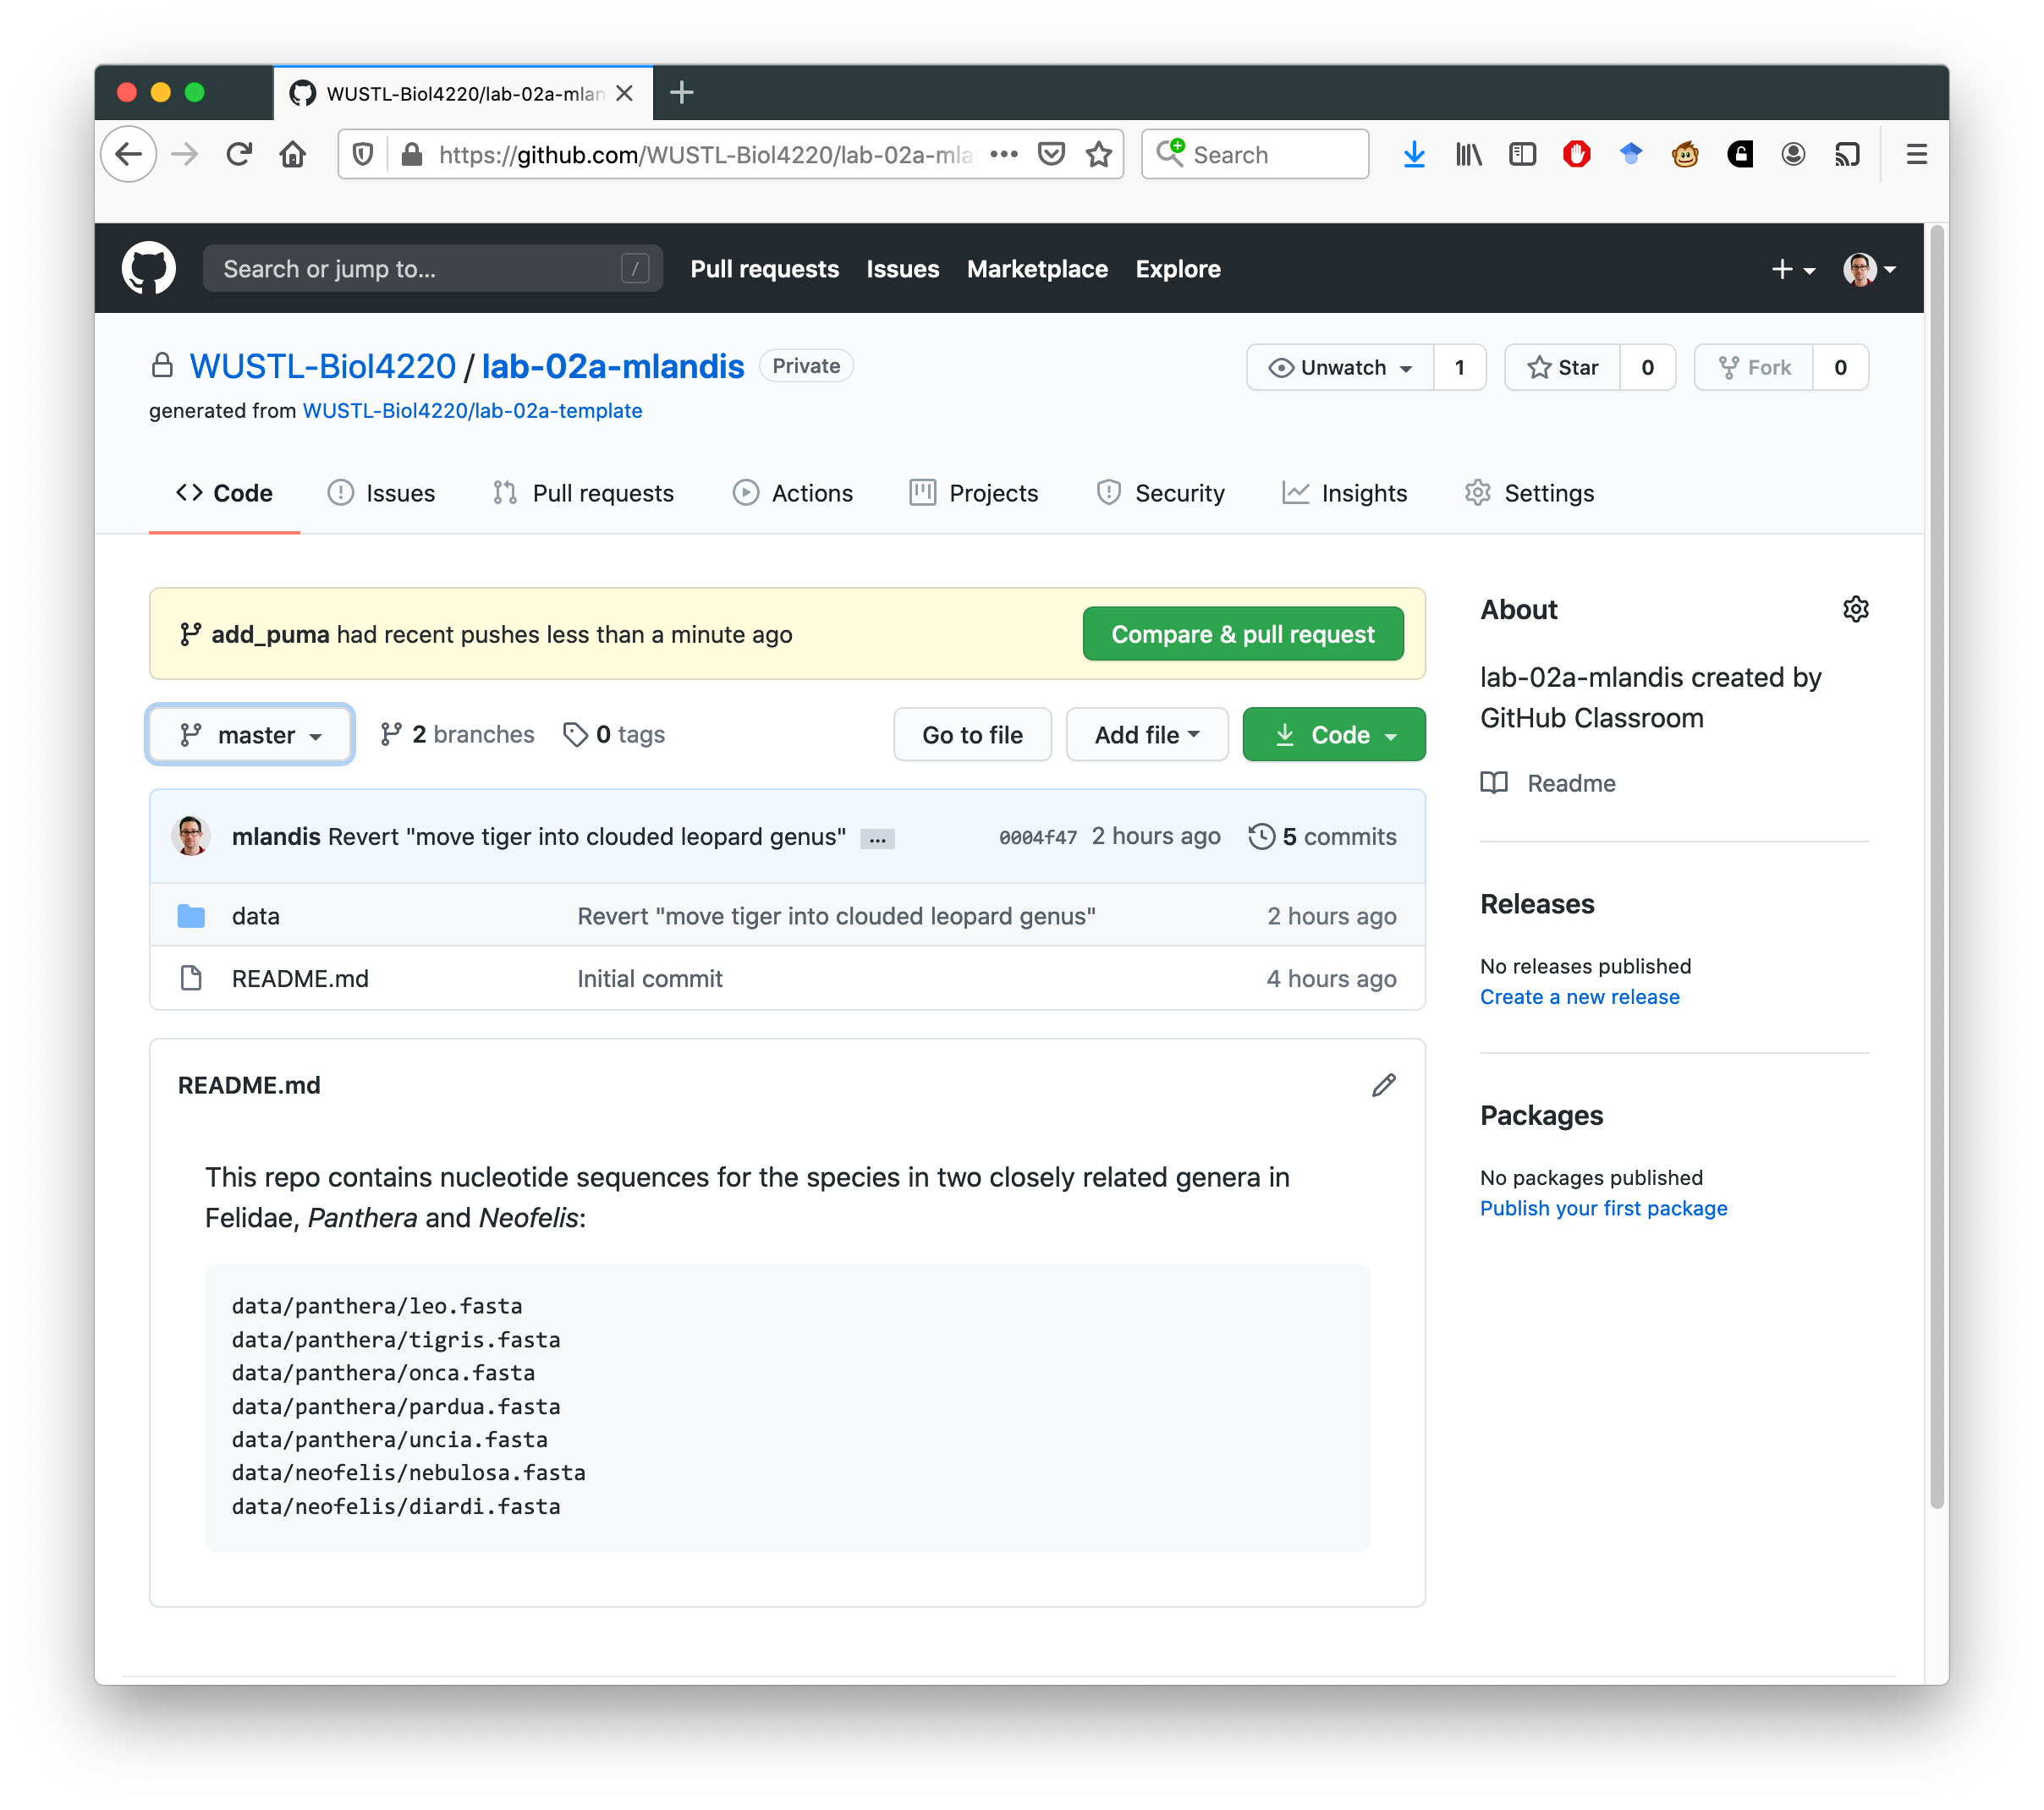 WUSTL-Biol4220/lab-02a-mlan
https://github.com/WUSTL-Biol4220/lab-02a-mla
Search
Search or jump to... /
Pull requests Issues Marketplace Explore
WUSTL-Biol4220 / lab-02a-mlandis Private
Unwatch 1 Star 0 Fork 0
generated from WUSTL-Biol4220/lab-02a-template
Code Issues Pull requests Actions Projects Security Insights Settings
add_puma had recent pushes less than a minute ago
Compare & pull request
master 2 branches 0 tags
Go to file Add file Code
mlandis Revert "move tiger into clouded leopard genus" ... 0004f47 2 hours ago 5 commits
data Revert "move tiger into clouded leopard genus" 2 hours ago
README.md Initial commit 4 hours ago
README.md
This repo contains nucleotide sequences for the species in two closely related genera in
Felidae, Panthera and Neofelis:
data/panthera/leo.fasta
data/panthera/tigris.fasta
data/panthera/onca.fasta
data/panthera/pardua.fasta
data/panthera/uncia.fasta
data/neofelis/nebulosa.fasta
data/neofelis/diardi.fasta
About
lab-02a-mlandis created by
GitHub Classroom
Readme
Releases
No releases published
Create a new release
Packages
No packages published
Publish your first package